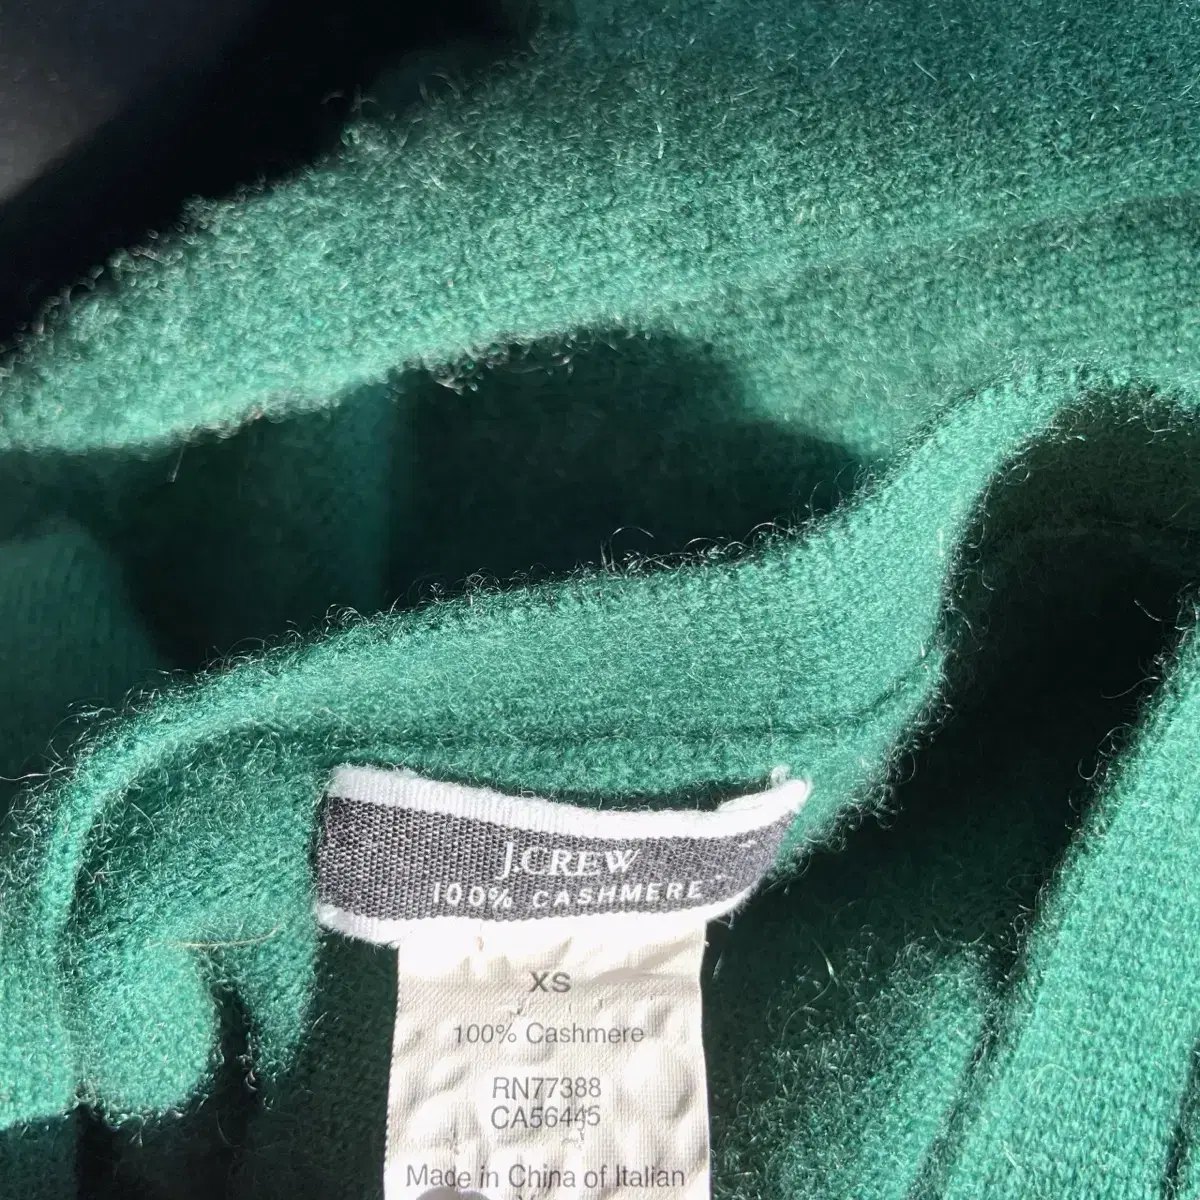 J.CREW
100% CASHMERE
XS
100% Cashmere
RN77388
CA56445
Made in China of Italian